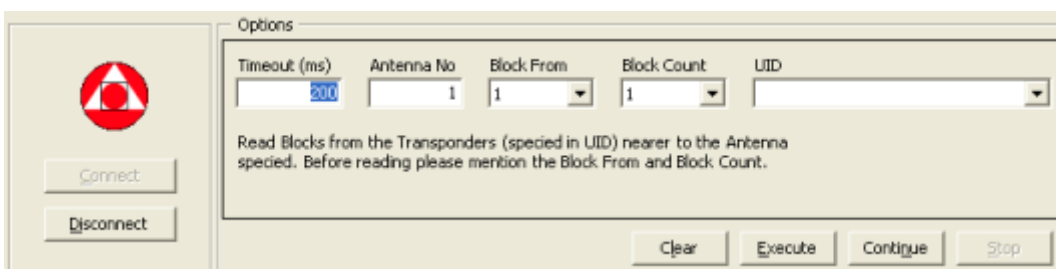 Options
Timeout (ms) Antenna No Block From Block Count UID
200 1 1 1
Read Blocks from the Transponders (specied in UID) nearer to the Antenna
specied. Before reading please mention the Block From and Block Count.
Connect
Disconnect
Clear Execute Continue Stop